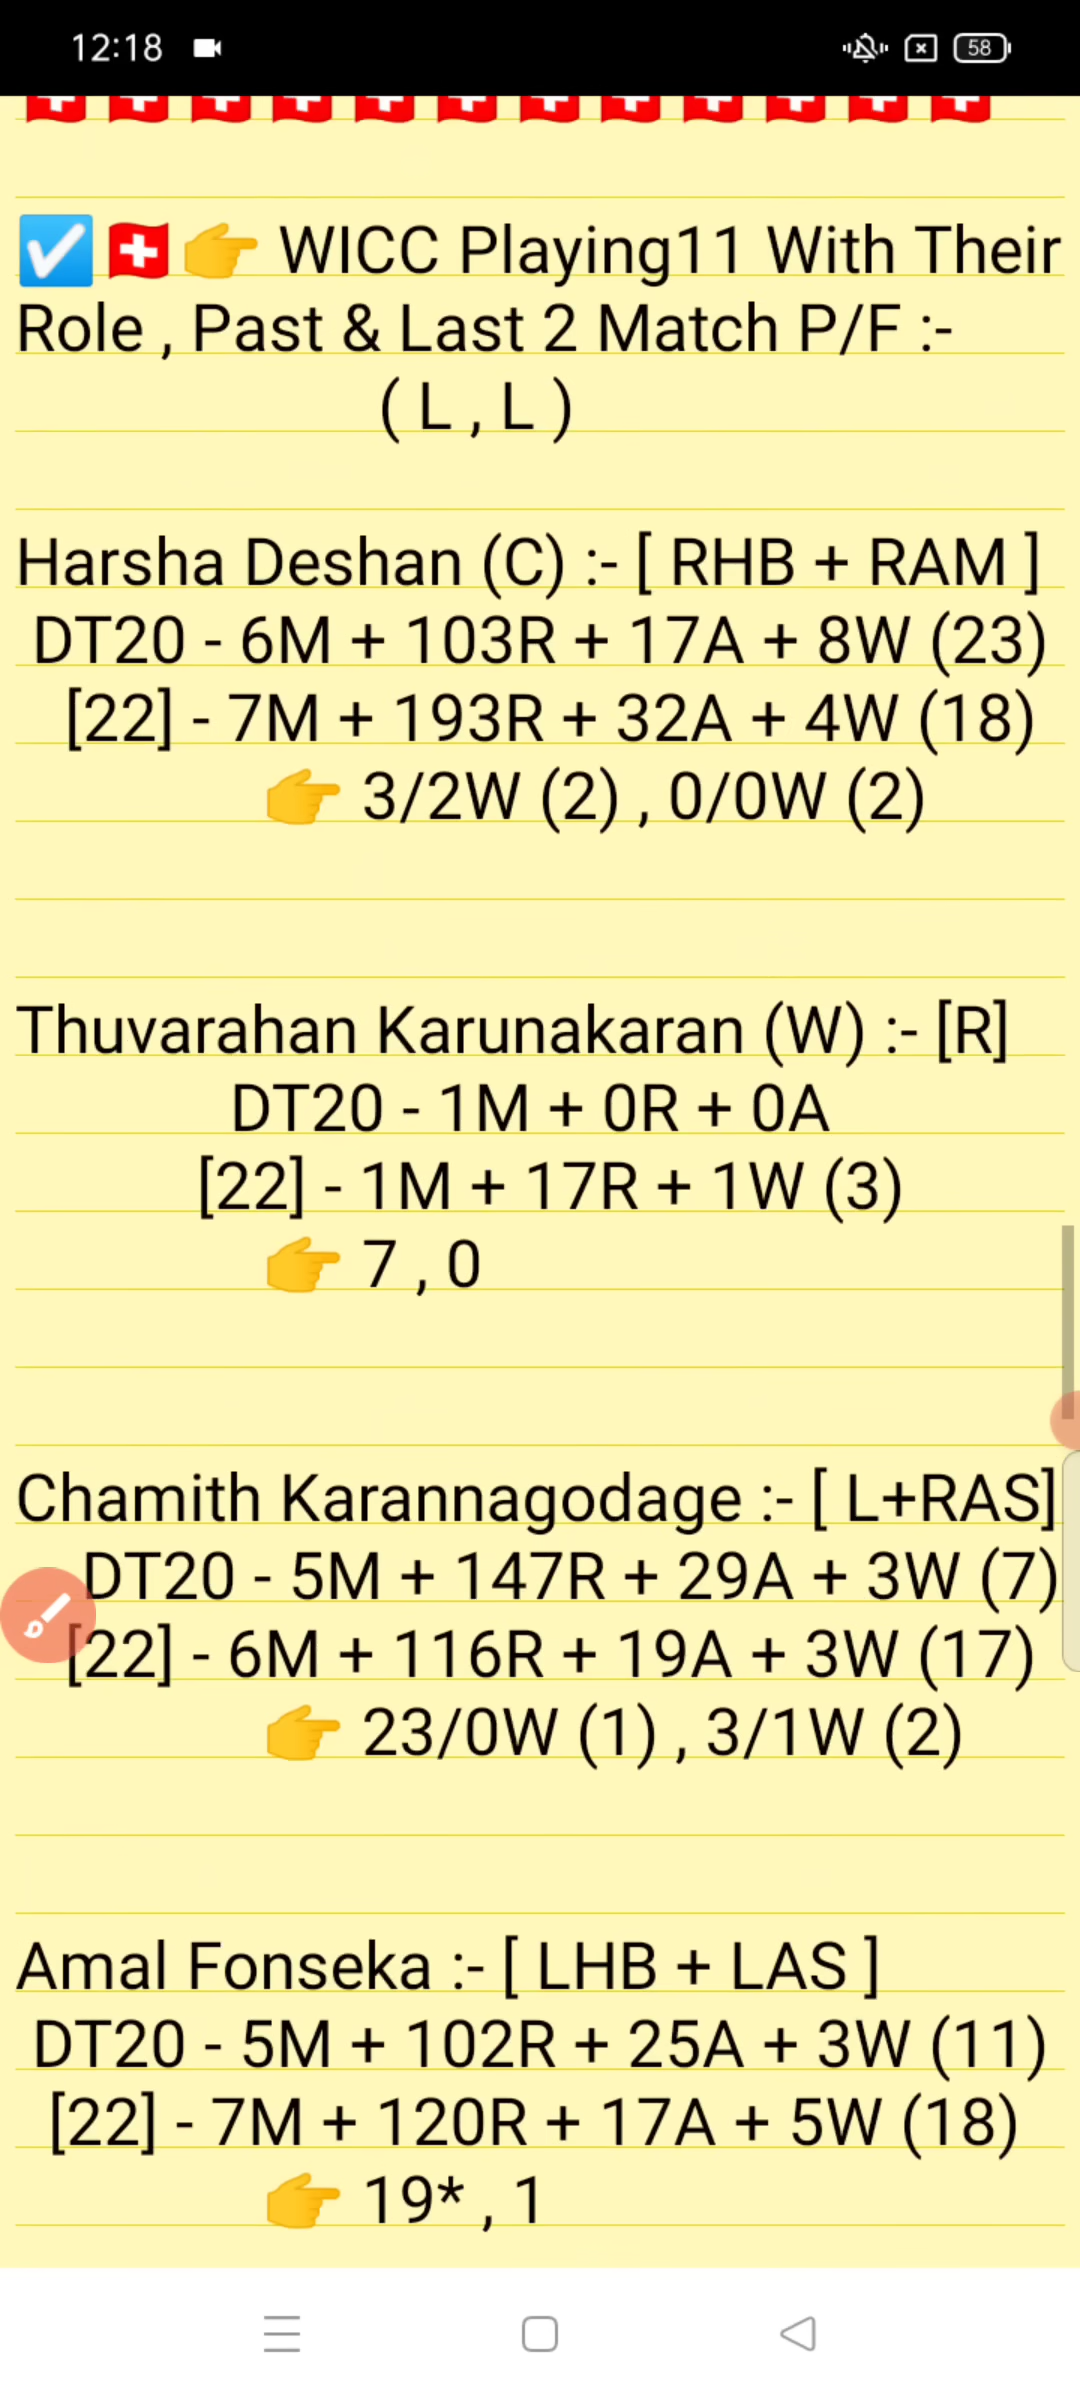 12:18
58
☑️🇨🇭👉 WICC Playing11 With Their
Role , Past & Last 2 Match P/F :-
( L , L )
Harsha Deshan (C) :- [ RHB + RAM ]
DT20 - 6M + 103R + 17A + 8W (23)
[22] - 7M + 193R + 32A + 4W (18)
👉 3/2W (2) , 0/0W (2)
Thuvarahan Karunakaran (W) :- [R]
DT20 - 1M + 0R + 0A
[22] - 1M + 17R + 1W (3)
👉 7 , 0
Chamith Karannagodage :- [ L+RAS]
DT20 - 5M + 147R + 29A + 3W (7)
[22] - 6M + 116R + 19A + 3W (17)
👉 23/0W (1) , 3/1W (2)
Amal Fonseka :- [ LHB + LAS ]
DT20 - 5M + 102R + 25A + 3W (11)
[22] - 7M + 120R + 17A + 5W (18)
👉 19* , 1